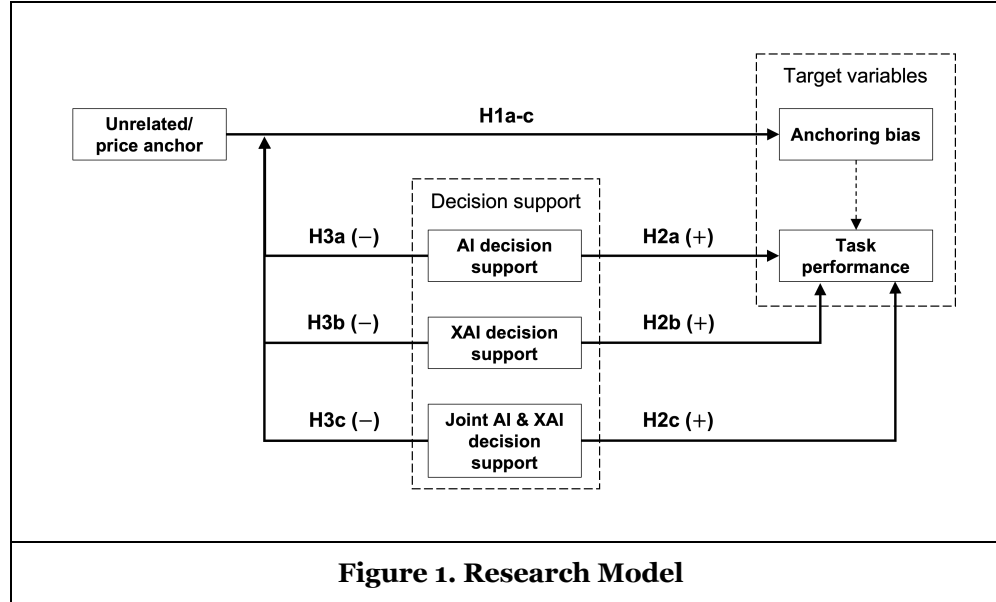 Target variables
H1a-c
Unrelated/
price anchor
Anchoring bias
Decision support
H3a (−)
AI decision
support
H2a (+)
Task
performance
H3b (−)
XAI decision
support
H2b (+)
H3c (−)
Joint AI & XAI
decision
support
H2c (+)
Figure 1. Research Model